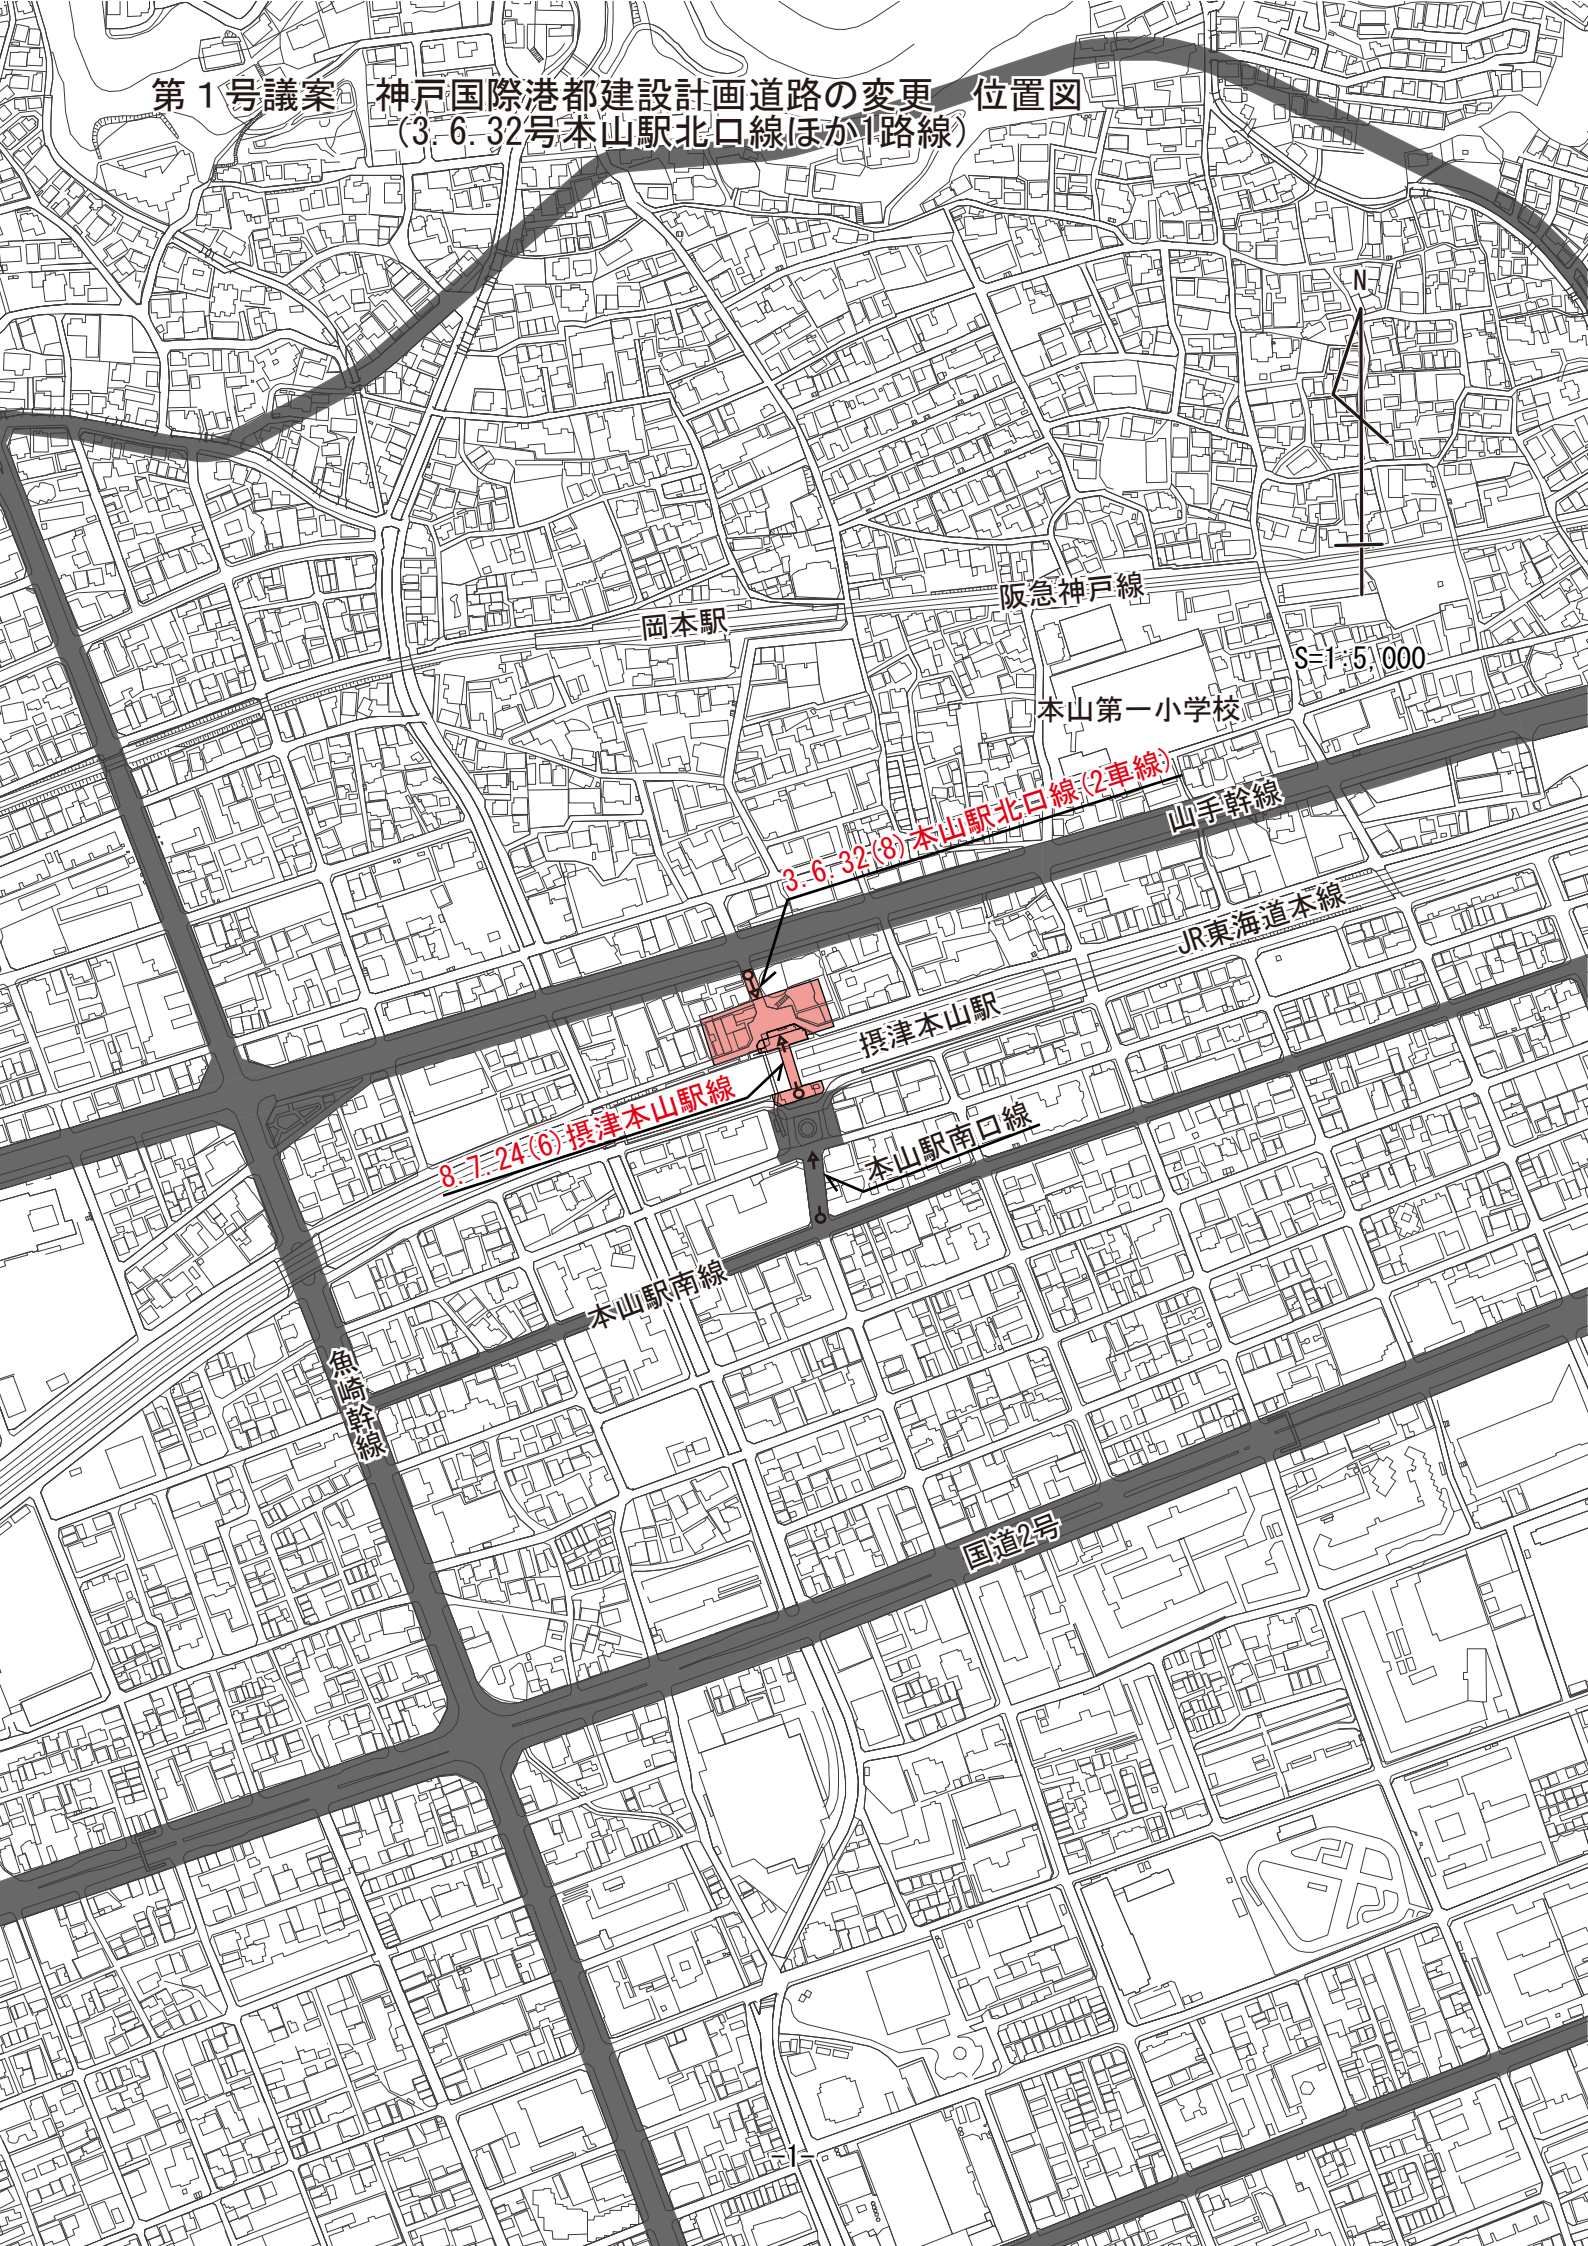 第１号議案　神戸国際港都建設計画道路の変更　位置図
（3.6.32号本山駅北口線ほか1路線）
N
阪急神戸線
岡本駅
S=1:5,000
本山第一小学校
3.6.32(8)本山駅北口線(2車線)
山手幹線
JR東海道本線
摂津本山駅
8.7.24(6)摂津本山駅線
本山駅南口線
本山駅南線
魚崎幹線
国道2号
-1-